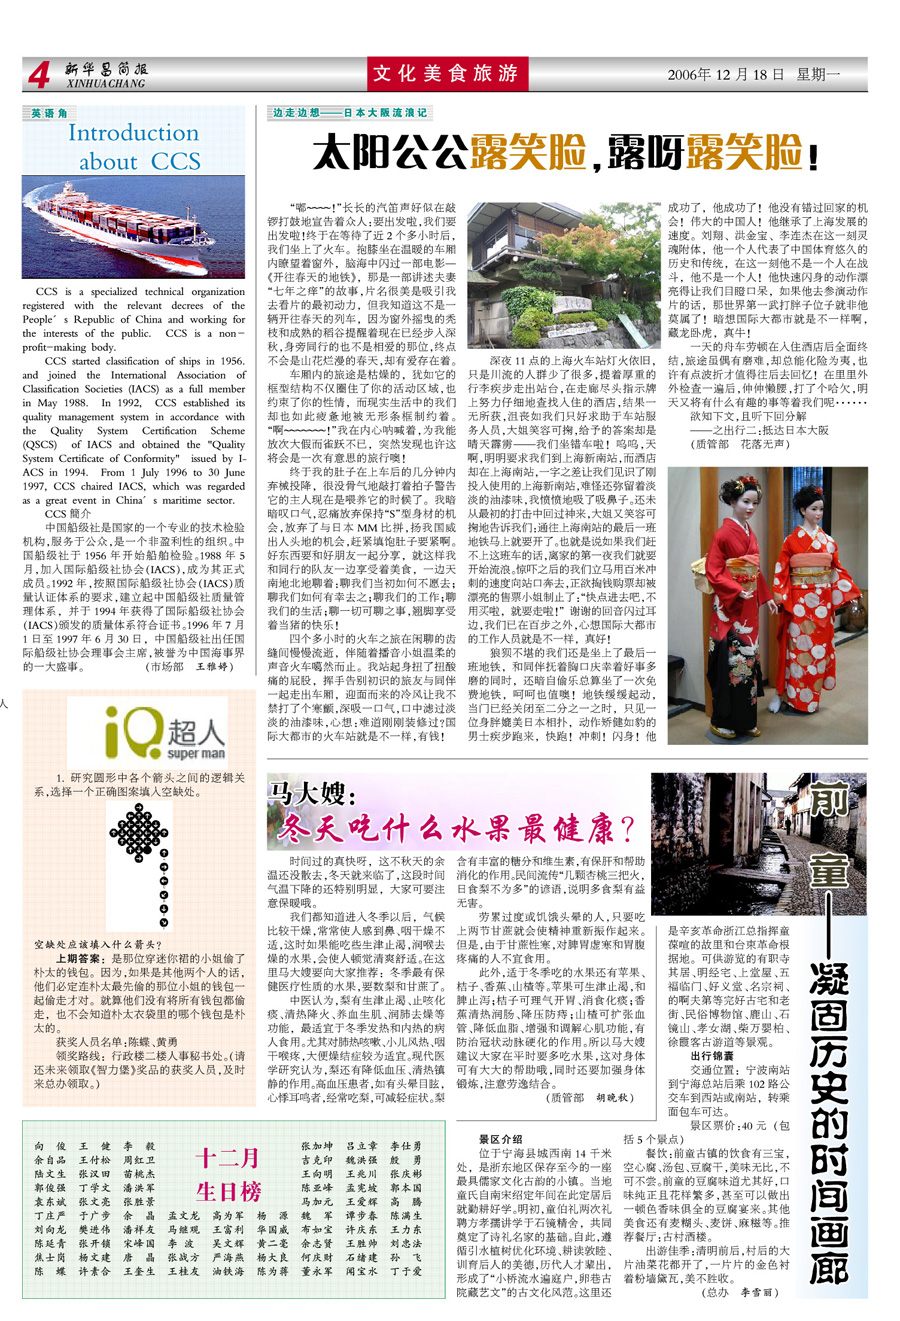 4
新华昌简报
XINHUACHANG
文化美食旅游
2006年 12 月 18 日 星期一
英语角
Introduction
about CCS
CCS is a specialized technical organization
registered with the relevant decrees of the
People’s Republic of China and working for
the interests of the public. CCS is a non-
profit-making body.
CCS started classification of ships in 1956.
and joined the International Association of
Classification Societies (IACS) as a full member
in May 1988. In 1992, CCS established its
quality management system in accordance with
the Quality System Certification Scheme
(QSCS) of IACS and obtained the "Quality
System Certificate of Conformity" issued by I-
ACS in 1994. From 1 July 1996 to 30 June
1997, CCS chaired IACS, which was regarded
as a great event in China’s maritime sector.
CCS 简介
中国船级社是国家的一个专业的技术检验
机构,服务于公众,是一个非盈利性的组织。中
国船级社于 1956 年开始船舶检验。1988 年 5
月,加入国际船级社协会(IACS),成为其正式
成员。1992 年,按照国际船级社协会(IACS)质
量认证体系的要求,建立起中国船级社质量管
理体系，并于 1994 年获得了国际船级社协会
(IACS)颁发的质量体系符合证书。1996 年 7 月
1 日至 1997 年 6 月 30 日，中国船级社出任国
际船级社协会理事会主席,被誉为中国海事界
的一大盛事。 (市场部 王雅婷)
人
iQ超人
super man
1. 研究圆形中各个箭头之间的逻辑关
系,选择一个正确图案填入空缺处。
空缺处应该填入什么箭头?
上期答案：是那位穿迷你裙的小姐偷了
朴太的钱包。因为,如果是其他两个人的话，
他们必定连朴太最先偷的那位小姐的钱包一
起偷走才对。就算他们没有将所有钱包都偷
走，也不会知道朴太衣袋里的哪个钱包是朴
太的。
获奖人员名单:陈蝶、黄勇
领奖路线：行政楼二楼人事秘书处。(请
还未来领取《智力堡》奖品的获奖人员,及时
来总办领取。)
边走边想——日本大阪流浪记
太阳公公露笑脸,露呀露笑脸!
“嘟~~~~!”长长的汽笛声好似在敲
锣打鼓地宣告着众人:要出发啦,我们要
出发啦!终于在等待了近 2 个多小时后，
我们坐上了火车。抱膝坐在温暖的车厢
内瞭望着窗外，脑海中闪过一部电影—
《开往春天的地铁》，那是一部讲述夫妻
“七年之痒”的故事,片名很美是吸引我
去看片的最初动力，但我知道这不是一
辆开往春天的列车，因为窗外摇曳的秃
枝和成熟的稻谷提醒着现在已经步入深
秋,身旁同行的也不是相爱的那位,终点
不会是山花烂漫的春天,却有爱存在着。
车厢内的旅途是枯燥的，犹如它的
框型结构不仅圈住了你的活动区域,也
约束了你的性情，而现实生活中的我们
却也如此疲惫地被无形条框制约着。
“啊~~~~~~~!”我在内心呐喊着,为我能
放次大假而雀跃不已，突然发现也许这
将会是一次有意思的旅行噢!
终于我的肚子在上车后的几分钟内
弃械投降，很没骨气地敲打着拍子警告
它的主人现在是喂养它的时候了。我暗
暗叹口气,忍痛放弃保持“S”型身材的机
会,放弃了与日本 MM 比拼,扬我国威
出人头地的机会,赶紧填饱肚子要紧啊。
好东西要和好朋友一起分享，就这样我
和同行的队友一边享受着美食，一边天
南地北地聊着;聊我们当初如何不愿去;
聊我们如何有幸去之;聊我们的工作;聊
我们的生活;聊一切可聊之事,翘脚享受
着当猪的快乐!
四个多小时的火车之旅在闲聊的齿
缝间慢慢流逝，伴随着播音小姐温柔的
声音火车噶然而止。我站起身扭了扭酸
痛的屁股，挥手告别初识的旅友与同伴
一起走出车厢，迎面而来的冷风让我不
禁打了个寒颤,深吸一口气,口中滤过淡
淡的油漆味,心想:难道刚刚装修过?国
际大都市的火车站就是不一样,有钱!
深夜 11 点的上海火车站灯火依旧,
只是川流的人群少了很多,提着厚重的
行李疾步走出站台,在走廊尽头指示牌
上努力仔细地查找人住的酒店,结果一
无所获,沮丧如我们只好求助于车站服
务人员,大姐笑容可掬,给予的答案却是
晴天霹雳——我们坐错车啦！呜呜,天
啊,明明要求我们到上海新南站,而酒店
却在上海南站,一字之差让我们见识了刚
投入使用的上海新南站,难怪还弥留着淡
淡的油漆味,我愤愤地吸了吸鼻子。还未
从最初的打击中回过神来,大姐又笑容可
掬地告诉我们:通往上海南站的最后一班
地铁马上就要开了。也就是说如果我们赶
不上这班车的话,离家的第一夜我们就要
开始流浪。惊吓之后的我们立马用百米冲
刺的速度向站口奔去,正欲掏钱购票却被
漂亮的售票小姐制止了:“快点进去吧,不
用买啦，就要走啦!”谢谢的回音闪过耳
边,我们已在百步之外,心想国际大都市
的工作人员就是不一样，真好!
狼狈不堪的我们还是坐上了最后一
班地铁，和同伴抚着胸口庆幸着好事多
磨的同时，还暗自偷乐总算坐了一次免
费地铁，呵呵也值噢！地铁缓缓起动，
当门已经关闭至二分之一之时，只见一
位身胖媲美日本相扑，动作矫健如豹的
男士疾步跑来，快跑！冲刺！闪身！他
成功了，他成功了！他没有错过回家的机
会！伟大的中国人！他继承了上海发展的
速度。刘翔、洪金宝、李连杰在这一刻灵
魂附体，他一个人代表了中国体育悠久的
历史和传统，在这一刻他不是一个人在战
斗，他不是一个人！他快速闪身的动作漂
亮得让我们目瞪口呆，如果他去参演动作
片的话，那世界第一武打胖子位子就非他
莫属了！暗想国际大都市就是不一样啊，
藏龙卧虎，真牛!
一天的舟车劳顿在人住酒店后全面终
结,旅途虽偶有磨难,却总能化险为夷,也
许有点波折才值得往后去回忆！在里里外
外检查一遍后,伸伸懒腰,打了个哈欠,明
天又将有什么有趣的事等着我们呢······
欲知下文,且听下回分解
——之出行二:抵达日本大阪
(质管部 花落无声)
马大嫂:
冬天吃什么水果最健康?
时间过的真快呀，这不秋天的余
温还没散去,冬天就来临了,这段时间
气温下降的还特别明显，大家可要注
意保暖哦。
我们都知道进入冬季以后，气候
比较干燥,常常使人感到鼻、咽干燥不
适,这时如果能吃些生津止渴,润喉去
燥的水果,会使人顿觉清爽舒适。在这
里马大嫂要向大家推荐：冬季最有保
健医疗性质的水果,要数梨和甘蔗了。
中医认为,梨有生津止渴、止咳化
痰、清热降火、养血生肌、润肺去燥等
功能，最适宜于冬季发热和内热的病
人食用。尤其对肺热咳嗽、小儿风热、咽
干喉疼,大便燥结症较为适宜。现代医
学研究认为,梨还有降低血压、清热镇
静的作用。高血压患者,如有头晕目眩,
心悸耳鸣者,经常吃梨,可减轻症状。梨
含有丰富的糖分和维生素,有保肝和帮助
消化的作用。民间流传“几颗杏桃三把火，
日食梨不为多”的谚语,说明多食梨有益
无害。
劳累过度或饥饿头晕的人,只要吃
上两节甘蔗就会使精神重新振作起来。
但是,由于甘蔗性寒,对脾胃虚寒和胃腹
疼痛的人不宜食用。
此外,适于冬季吃的水果还有苹果、
桔子、香蕉、山楂等。苹果可生津止渴,和
脾止泻;桔子可理气开胃、消食化痰;香
蕉清热润肠、降压防痔;山楂可扩张血
管、降低血脂、增强和调解心肌功能,有
防治冠状动脉硬化的作用。所以马大嫂
建议大家在平时要多吃水果,这对身体
可有大大的帮助哦,同时还要加强身体
锻炼,注意劳逸结合。
(质管部 胡晚秋)
前童——凝固历史的时间画廊
景区介绍
位于宁海县城西南 14 千米
处，是浙东地区保存至今的一座
最具儒家文化古韵的小镇。当地
童氏自南宋绍定年间在此定居后
就勤耕好学。明初,童伯礼两次礼
聘方孝孺讲学于石镜精舍，共同
奠定了诗礼名家的基础。自此,遵
循引水植树优化环境、耕读敦睦、
训育后人的美德,历代人才辈出,
形成了“小桥流水遍庭户,卵巷古
院藏艺文”的古文化风范。这里还
是辛亥革命浙江总指挥童
葆暄的故里和台柬革命根
据地。可供游览的有职寺
其居、明经宅、上堂屋、五
福临门、好义堂、名宗祠、
的啊夫第等完好古宅和老
街、民俗博物馆、鹿山、石
镜山、孝女湖、柴万婴柏、
徐霞客古游道等景观。
出行锦囊
交通位置：宁波南站
到宁海总站后乘 102 路公
交车到西站或南站，转乘
面包车可达。
景区票价:40 元（包
括 5 个景点）
餐饮:前童古镇的饮食有三宝，
空心腐、汤包、豆腐干,美味无比,不
可不尝。前童的豆腐味道尤其好,口
味纯正且花样繁多,甚至可以做出
一顿色香味俱全的豆腐宴来。其他
美食还有麦糊头、麦饼、麻糍等。推
荐餐厅:古村酒楼。
出游佳季:清明前后,村后的大
片油菜花都开了,一片片的金色衬
着粉墙黛瓦,美不胜收。
(总办 李雪丽)
十二月
生日榜
向 俊 王 健 李 毅 张加坤 吕立章 李仕勇
余自品 王付松 周红卫 吉克印 魏洪强 殷 勇
陆文生 张汉田 苗桃杰 王向明 王兆川 张庆彬
郭俊强 丁学文 潘洪军 陈亚峰 孟宪坡 郭本国
袁东斌 张文亮 张胜景 马加元 王爱辉 高 腾
丁庄严 于广步 余 晶 孟文龙 高为军 杨 源 魏 军 谭步春 陈满生
刘向龙 樊进伟 潘祥友 马继观 王富利 华国威 布如宝 许庆东 王力东
陈延青 张开锁 宋峰国 李 波 吴文辉 黄二毫 余志贤 王胜帅 刘志法
焦士岗 杨文建 唐 晶 张战方 严海燕 杨大良 何庆财 石绪建 孙 飞
陈 蝶 许素合 王奎生 王桂友 油铁海 陈为蒋 董永军 闻宝水 丁于爱